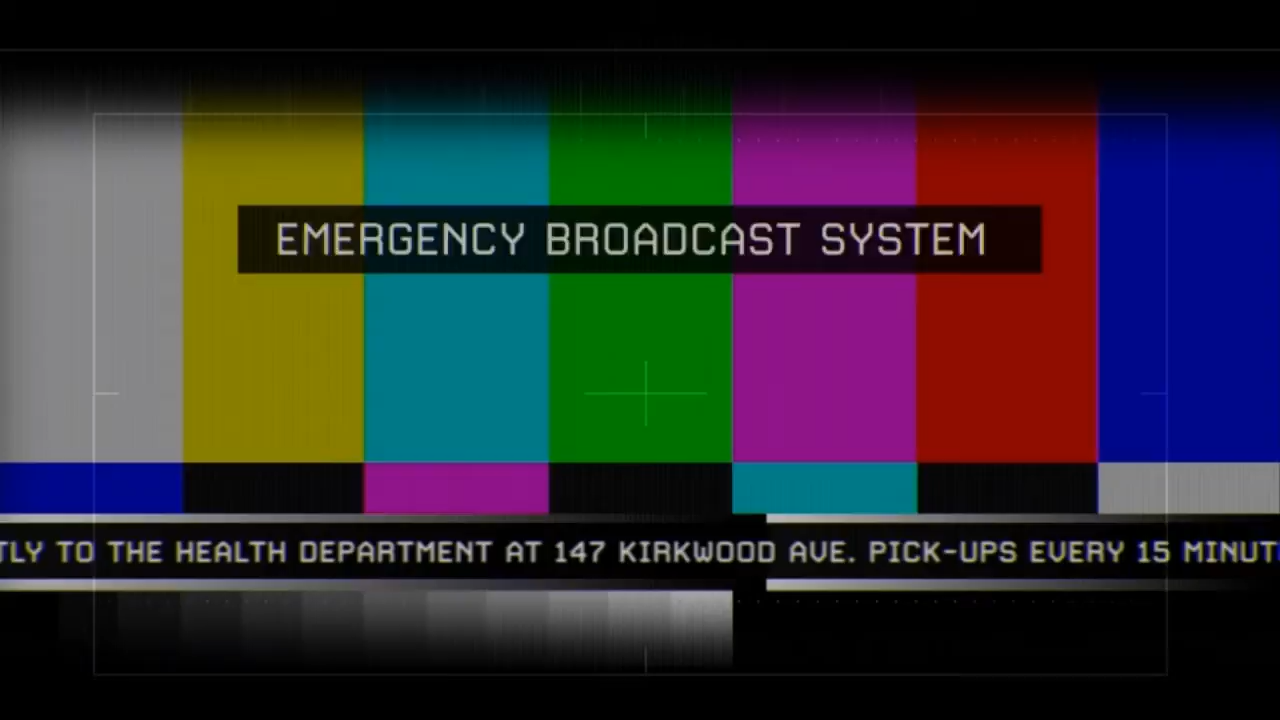 EMERGENCY BROADCAST SYSTEM
TLY TO THE HEALTH DEPARTMENT AT 147 KIRKWOOD AVE. PICK-UPS EVERY 15 MINUT